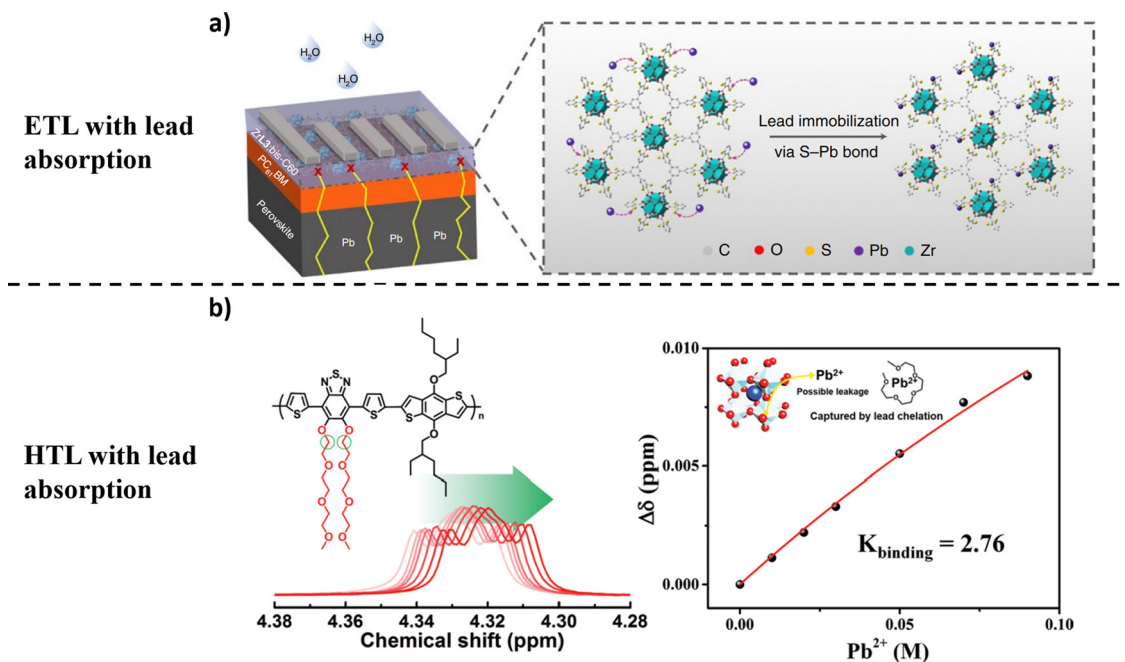 a)
ETL with lead
absorption
H2O
H2O
H2O
ZrL3:bis-C60
PC61BM
Perovskite
Pb
Pb
Pb
x
x
x
x
Lead immobilization
via S–Pb bond
C
O
S
Pb
Zr
b)
HTL with lead
absorption
S
N
N
S
S
O
O
O
O
O
O
O
O
O
O
S
S
n
4.38
4.36
4.34
4.32
4.30
4.28
Chemical shift (ppm)
0.010
0.005
0.000
Δδ (ppm)
Pb2+
Possible leakage
Pb2+
Captured by lead chelation
Kbinding = 2.76
0.00
0.05
0.10
Pb2+ (M)